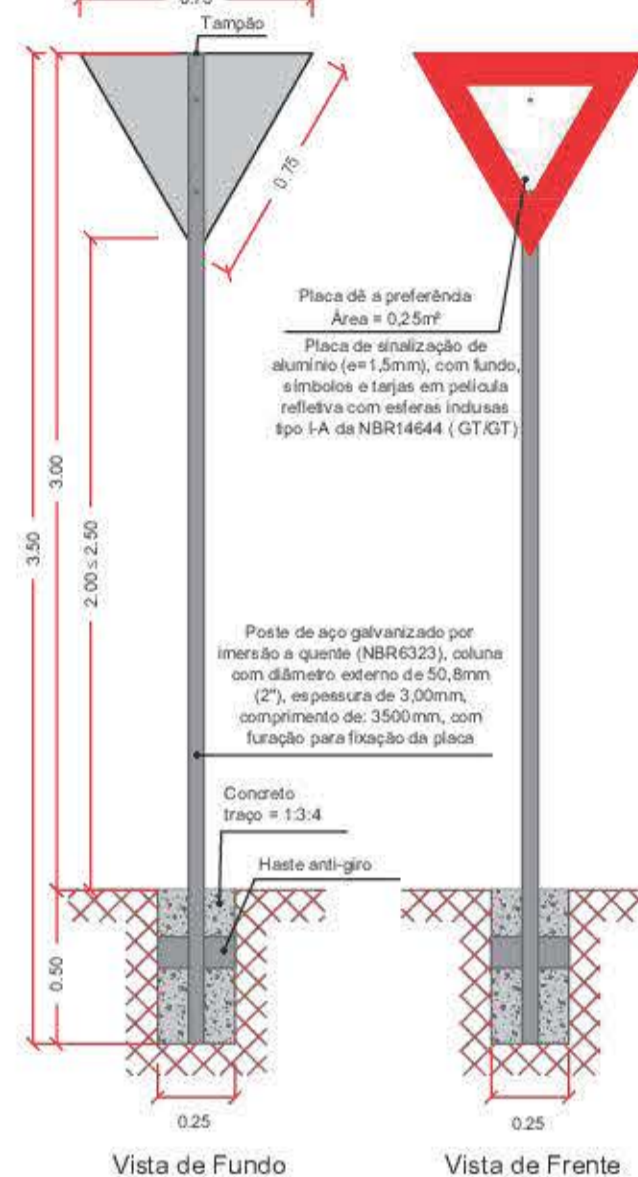 0.75
Tampão
0.75
Placa dê a preferência
Área = 0,25m²
Placa de sinalização de
alumínio (e=1,5mm), com fundo,
símbolos e tarjas em película
refletiva com esferas inclusas
tipo I-A da NBR14644 ( GT/GT)
3.50
3.00
2.00 ≤ 2.50
Poste de aço galvanizado por
imersão a quente (NBR6323), coluna
com diâmetro externo de 50,8mm
(2"), espessura de 3,00mm,
comprimento de: 3500mm, com
furação para fixação da placa
Concreto
traço = 1:3:4
Haste anti-giro
0.50
0.25
0.25
Vista de Fundo
Vista de Frente